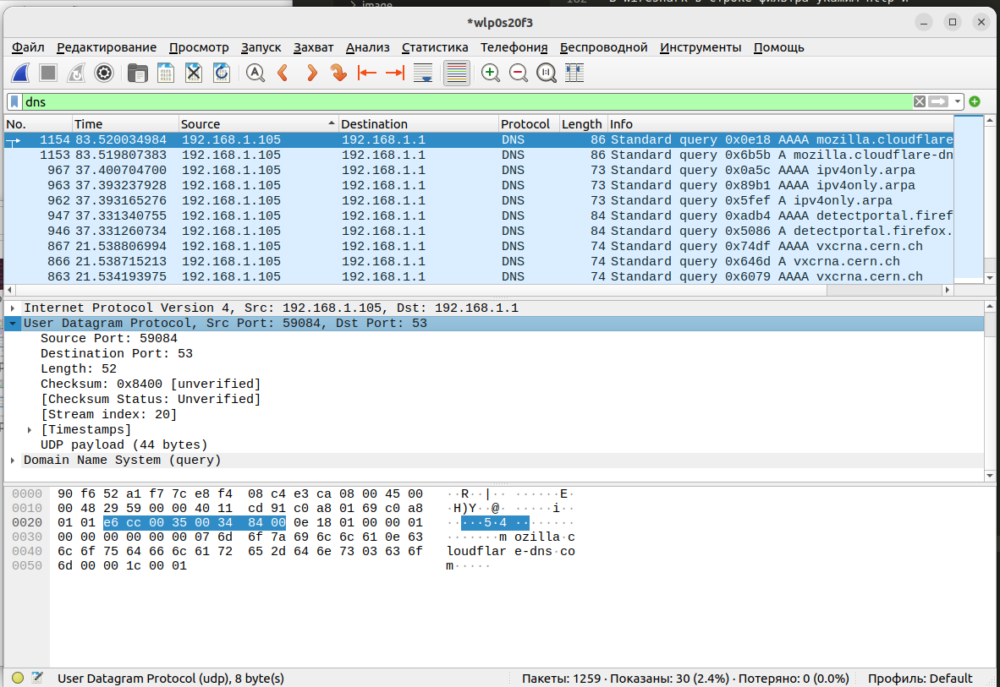 image
*wlp0s20f3
Файл Редактирование Просмотр Запуск Захват Анализ Статистика Телефония Беспроводной Инструменты Помощь
dns
No. Time Source Destination Protocol Length Info
1154 83.520034984 192.168.1.105 192.168.1.1 DNS 86 Standard query 0x0e18 AAAA mozilla.cloudflare
1153 83.519807383 192.168.1.105 192.168.1.1 DNS 86 Standard query 0x6b5b A mozilla.cloudflare-dn
967 37.400704700 192.168.1.105 192.168.1.1 DNS 73 Standard query 0x0a5c AAAA ipv4only.arpa
963 37.393237928 192.168.1.105 192.168.1.1 DNS 73 Standard query 0x89b1 AAAA ipv4only.arpa
962 37.393165276 192.168.1.105 192.168.1.1 DNS 73 Standard query 0x5fef A ipv4only.arpa
947 37.331340755 192.168.1.105 192.168.1.1 DNS 84 Standard query 0xadb4 AAAA detectportal.firef
946 37.331260734 192.168.1.105 192.168.1.1 DNS 84 Standard query 0x5086 A detectportal.firefox.
867 21.538806994 192.168.1.105 192.168.1.1 DNS 74 Standard query 0x74df AAAA vxcrna.cern.ch
866 21.538715213 192.168.1.105 192.168.1.1 DNS 74 Standard query 0x646d A vxcrna.cern.ch
863 21.534193975 192.168.1.105 192.168.1.1 DNS 74 Standard query 0x6079 AAAA vxcrna.cern.ch
Internet Protocol Version 4, Src: 192.168.1.105, Dst: 192.168.1.1
User Datagram Protocol, Src Port: 59084, Dst Port: 53
Source Port: 59084
Destination Port: 53
Length: 52
Checksum: 0x8400 [unverified]
[Checksum Status: Unverified]
[Stream index: 20]
[Timestamps]
UDP payload (44 bytes)
Domain Name System (query)
0000 90 f6 52 a1 f7 7c e8 f4 08 c4 e3 ca 08 00 45 00 ··R··|·· ······E·
0010 00 48 29 59 00 00 40 11 cd 91 c0 a8 01 69 c0 a8 ·H)Y··@· ·····i··
0020 01 01 e6 cc 00 35 00 34 84 00 0e 18 01 00 00 01 ·····5·4 ········
0030 00 00 00 00 00 00 07 6d 6f 7a 69 6c 6c 61 0e 63 ·······m ozilla·c
0040 6c 6f 75 64 66 6c 61 72 65 2d 64 6e 73 03 63 6f loudflar e-dns·co
0050 6d 00 00 1c 00 01 m·····
User Datagram Protocol (udp), 8 byte(s) Пакеты: 1259 · Показаны: 30 (2.4%) · Потеряно: 0 (0.0%) Профиль: Default